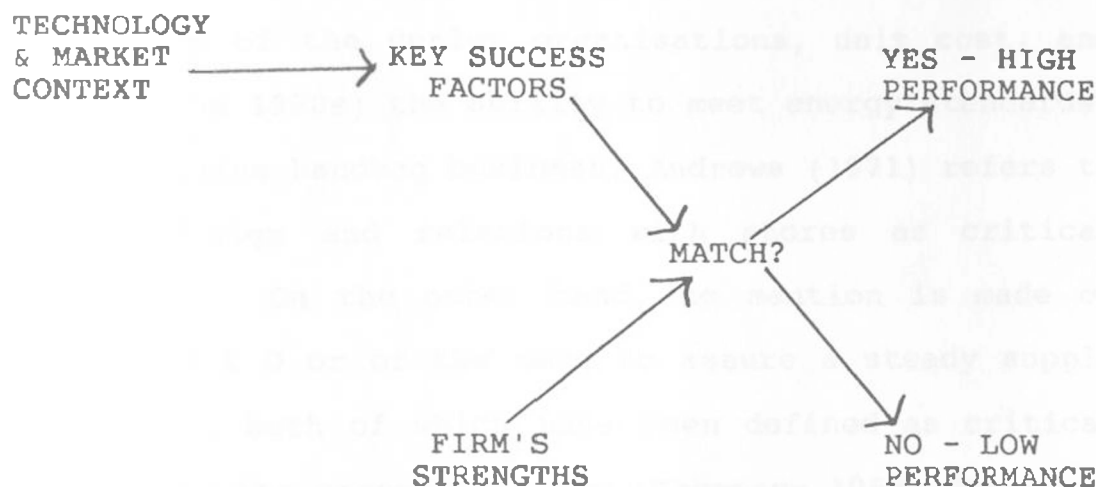 TECHNOLOGY
& MARKET
CONTEXT
KEY SUCCESS
FACTORS
YES - HIGH
PERFORMANCE
MATCH?
FIRM'S
STRENGTHS
NO - LOW
PERFORMANCE